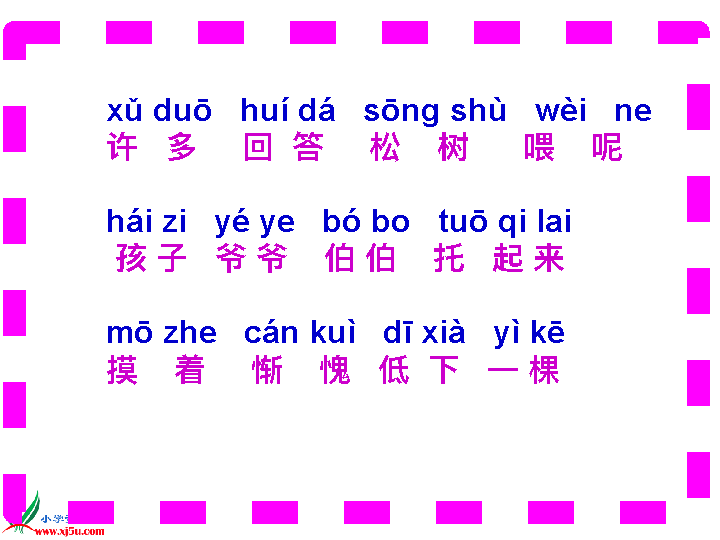 xǔ duō huí dá sōng shù wèi ne
许 多 回 答 松 树 喂 呢
hái zi yé ye bó bo tuō qi lai
孩 子 爷 爷 伯 伯 托 起 来
mō zhe cán kuì dī xià yì kē
摸 着 惭 愧 低 下 一 棵
小学
www.xj5u.com